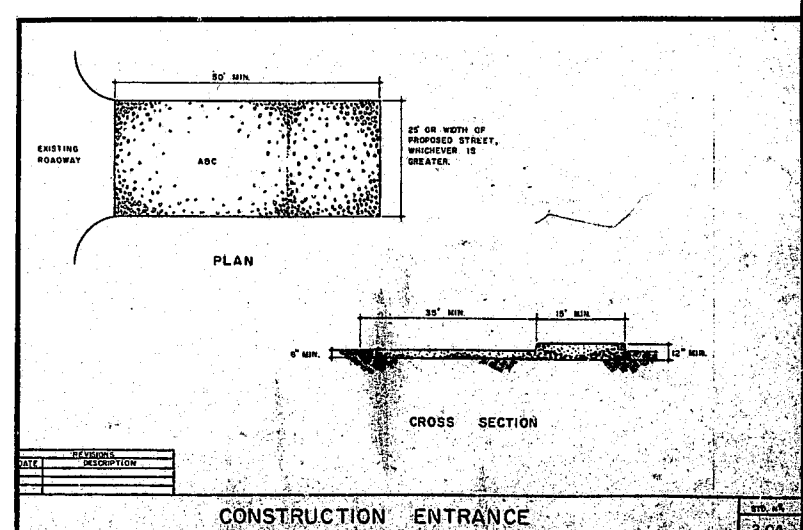 50' MIN.
EXISTING
ROADWAY
ABC
25' OR WIDTH OF
PROPOSED STREET,
WHICHEVER IS
GREATER.
PLAN
35' MIN.
15' MIN.
6" MIN.
12" MIN.
CROSS SECTION
REVISIONS
DATE DESCRIPTION
CONSTRUCTION ENTRANCE
STD. Nº